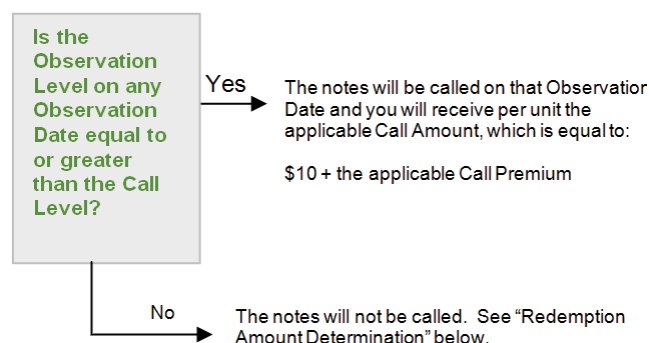 Is the
Observation
Level on any
Observation
Date equal to
or greater
than the Call
Level?
Yes
The notes will be called on that Observation
Date and you will receive per unit the
applicable Call Amount, which is equal to:
$10 + the applicable Call Premium
No
The notes will not be called.  See “Redemption
Amount Determination” below.